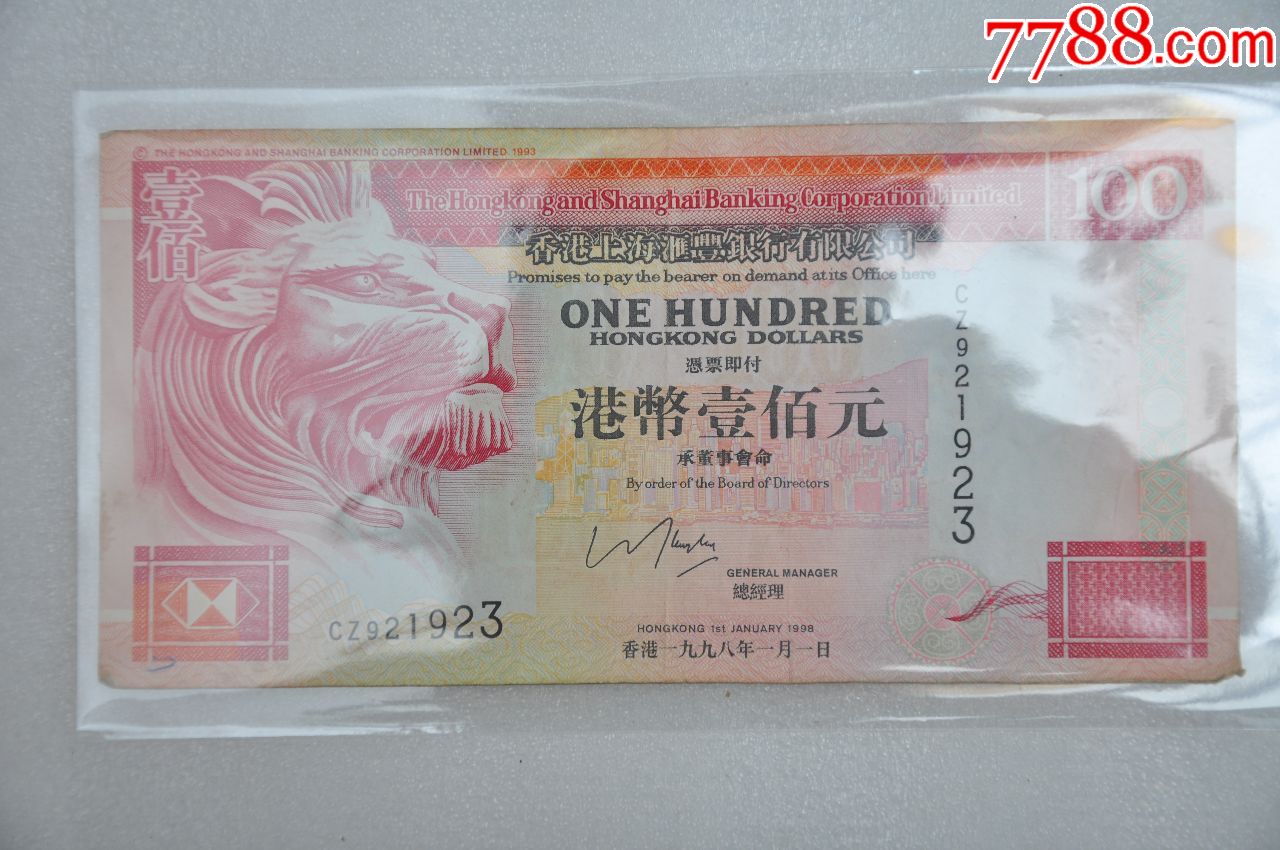 7788.com
© THE HONGKONG AND SHANGHAI BANKING CORPORATION LIMITED 1993
壹佰
The Hongkong and Shanghai Banking Corporation Limited
100
香港上海滙豐銀行有限公司
Promises to pay the bearer on demand at its Office here
ONE HUNDRED
HONGKONG DOLLARS
憑票即付
港幣壹佰元
承董事會命
By order of the Board of Directors
CZ921923
GENERAL MANAGER
總經理
CZ921923
HONGKONG 1st JANUARY 1998
香港一九九八年一月一日